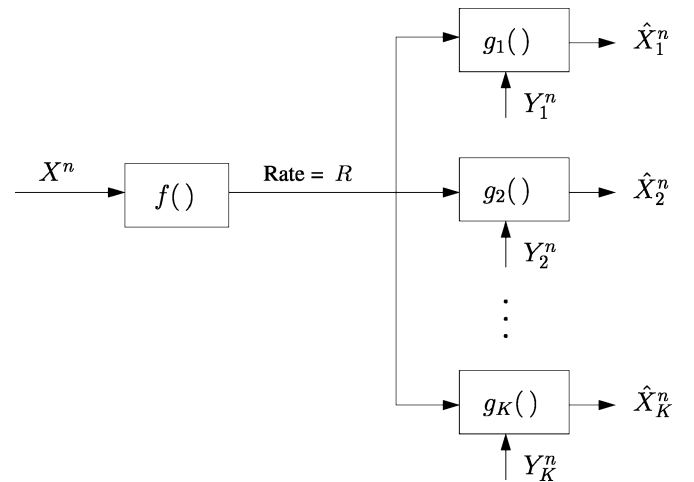 g₁( )
X̂₁ⁿ
Y₁ⁿ
Xⁿ
f( )
Rate = R
g₂( )
X̂₂ⁿ
Y₂ⁿ
g_K( )
X̂_Kⁿ
Y_Kⁿ